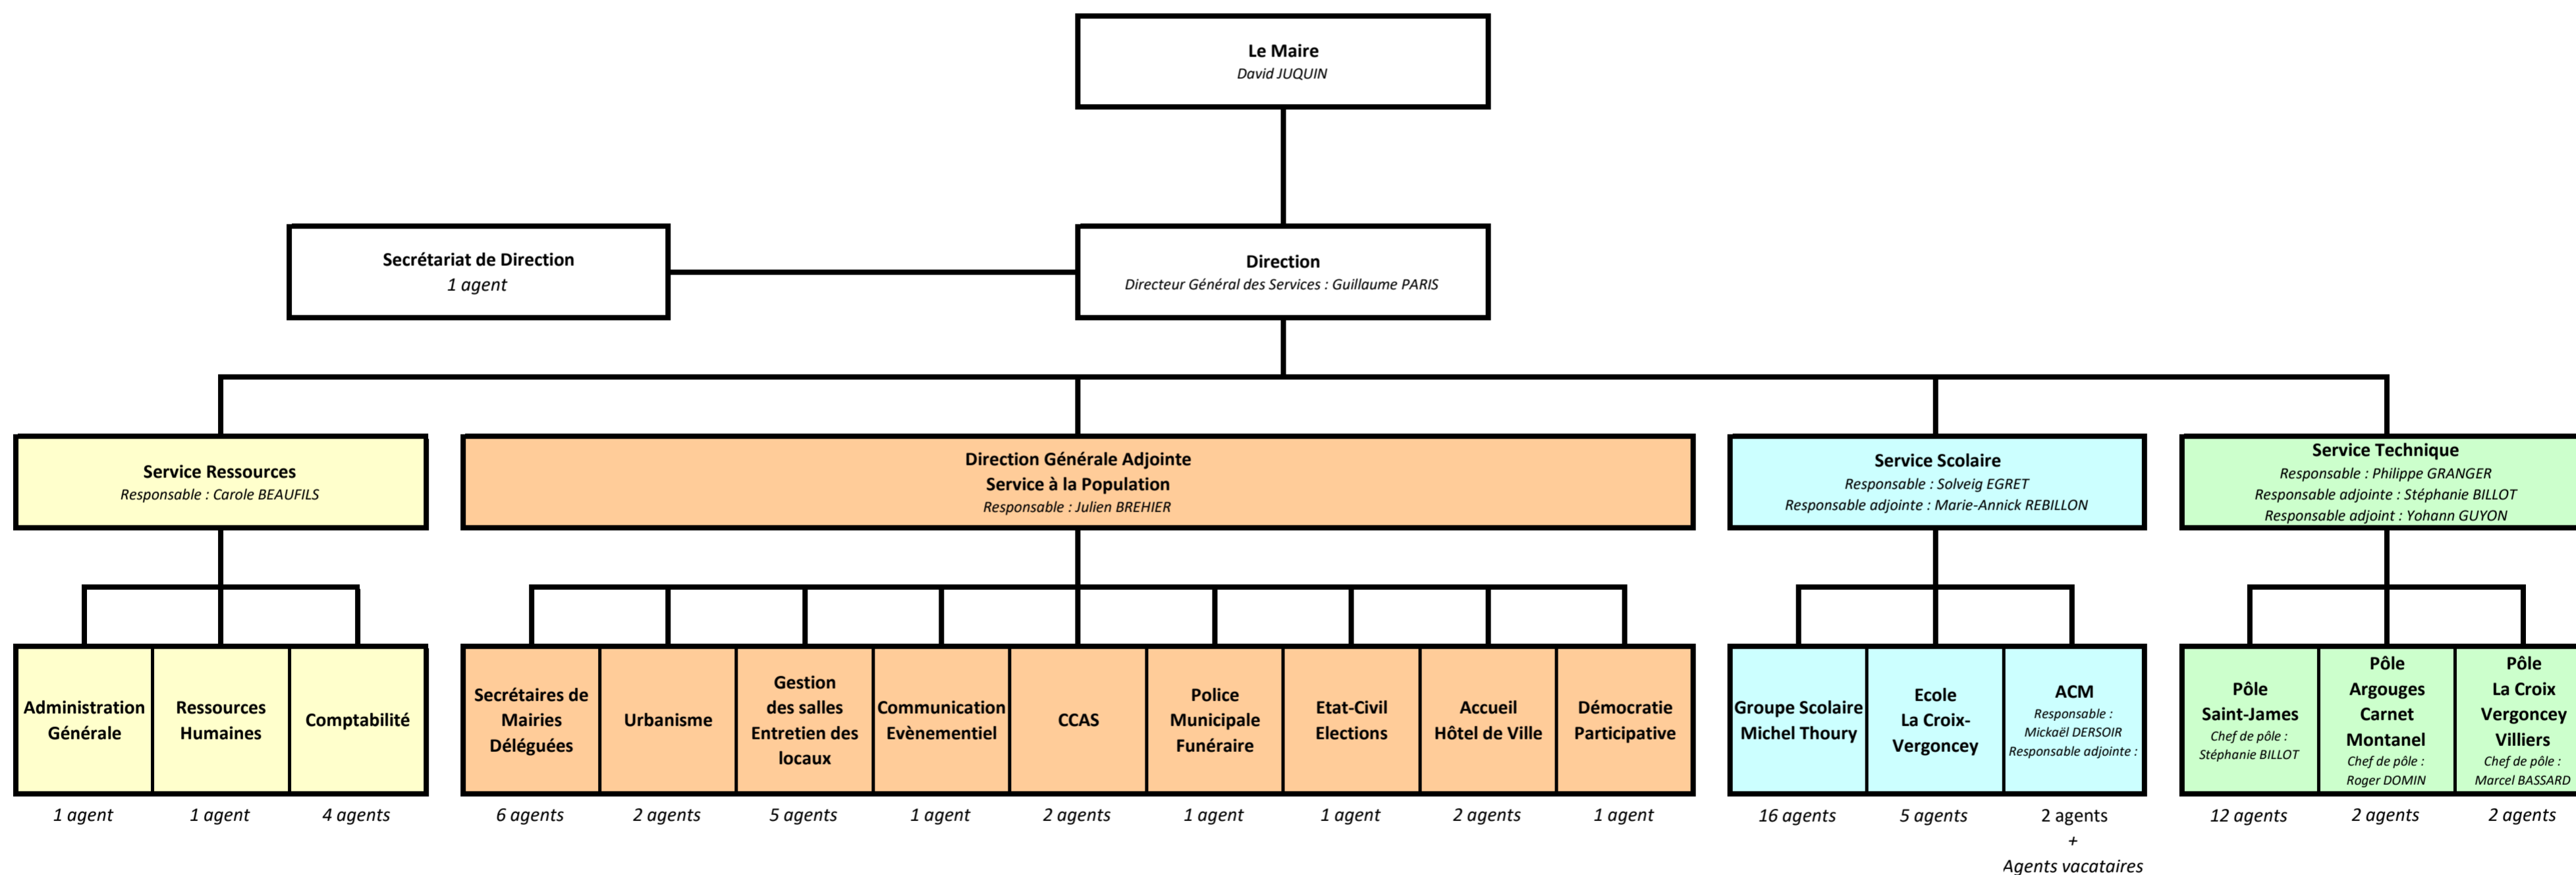 Le Maire
David JUQUIN
Secrétariat de Direction
1 agent
Direction
Directeur Général des Services : Guillaume PARIS
Service Ressources
Responsable : Carole BEAUFILS
Direction Générale Adjointe
Service à la Population
Responsable : Julien BREHIER
Service Scolaire
Responsable : Solveig EGRET
Responsable adjointe : Marie-Annick REBILLON
Service Technique
Responsable : Philippe GRANGER
Responsable adjointe : Stéphanie BILLOT
Responsable adjoint : Yohann GUYON
Administration
Générale
1 agent
Ressources
Humaines
1 agent
Comptabilité
4 agents
Secrétaires de
Mairies
Déléguées
6 agents
Urbanisme
2 agents
Gestion
des salles
Entretien des
locaux
5 agents
Communication
Evènementiel
1 agent
CCAS
2 agents
Police
Municipale
Funéraire
1 agent
Etat-Civil
Elections
1 agent
Accueil
Hôtel de Ville
2 agents
Démocratie
Participative
1 agent
Groupe Scolaire
Michel Thoury
16 agents
Ecole
La Croix-
Vergoncey
5 agents
ACM
Responsable :
Mickaël DERSOIR
Responsable adjointe :
2 agents
+
Agents vacataires
Pôle
Saint-James
Chef de pôle :
Stéphanie BILLOT
12 agents
Pôle
Argouges
Carnet
Montanel
Chef de pôle :
Roger DOMIN
2 agents
Pôle
La Croix
Vergoncey
Villiers
Chef de pôle :
Marcel BASSARD
2 agents